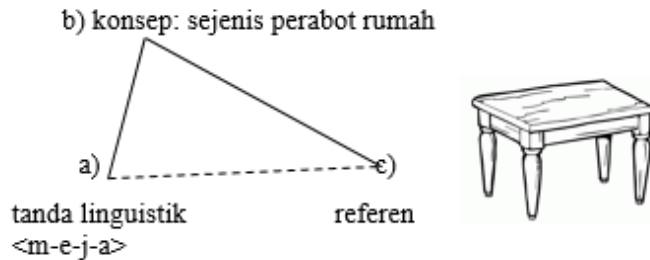 b) konsep: sejenis perabot rumah
a)
c)
tanda linguistik
referen
<m-e-j-a>